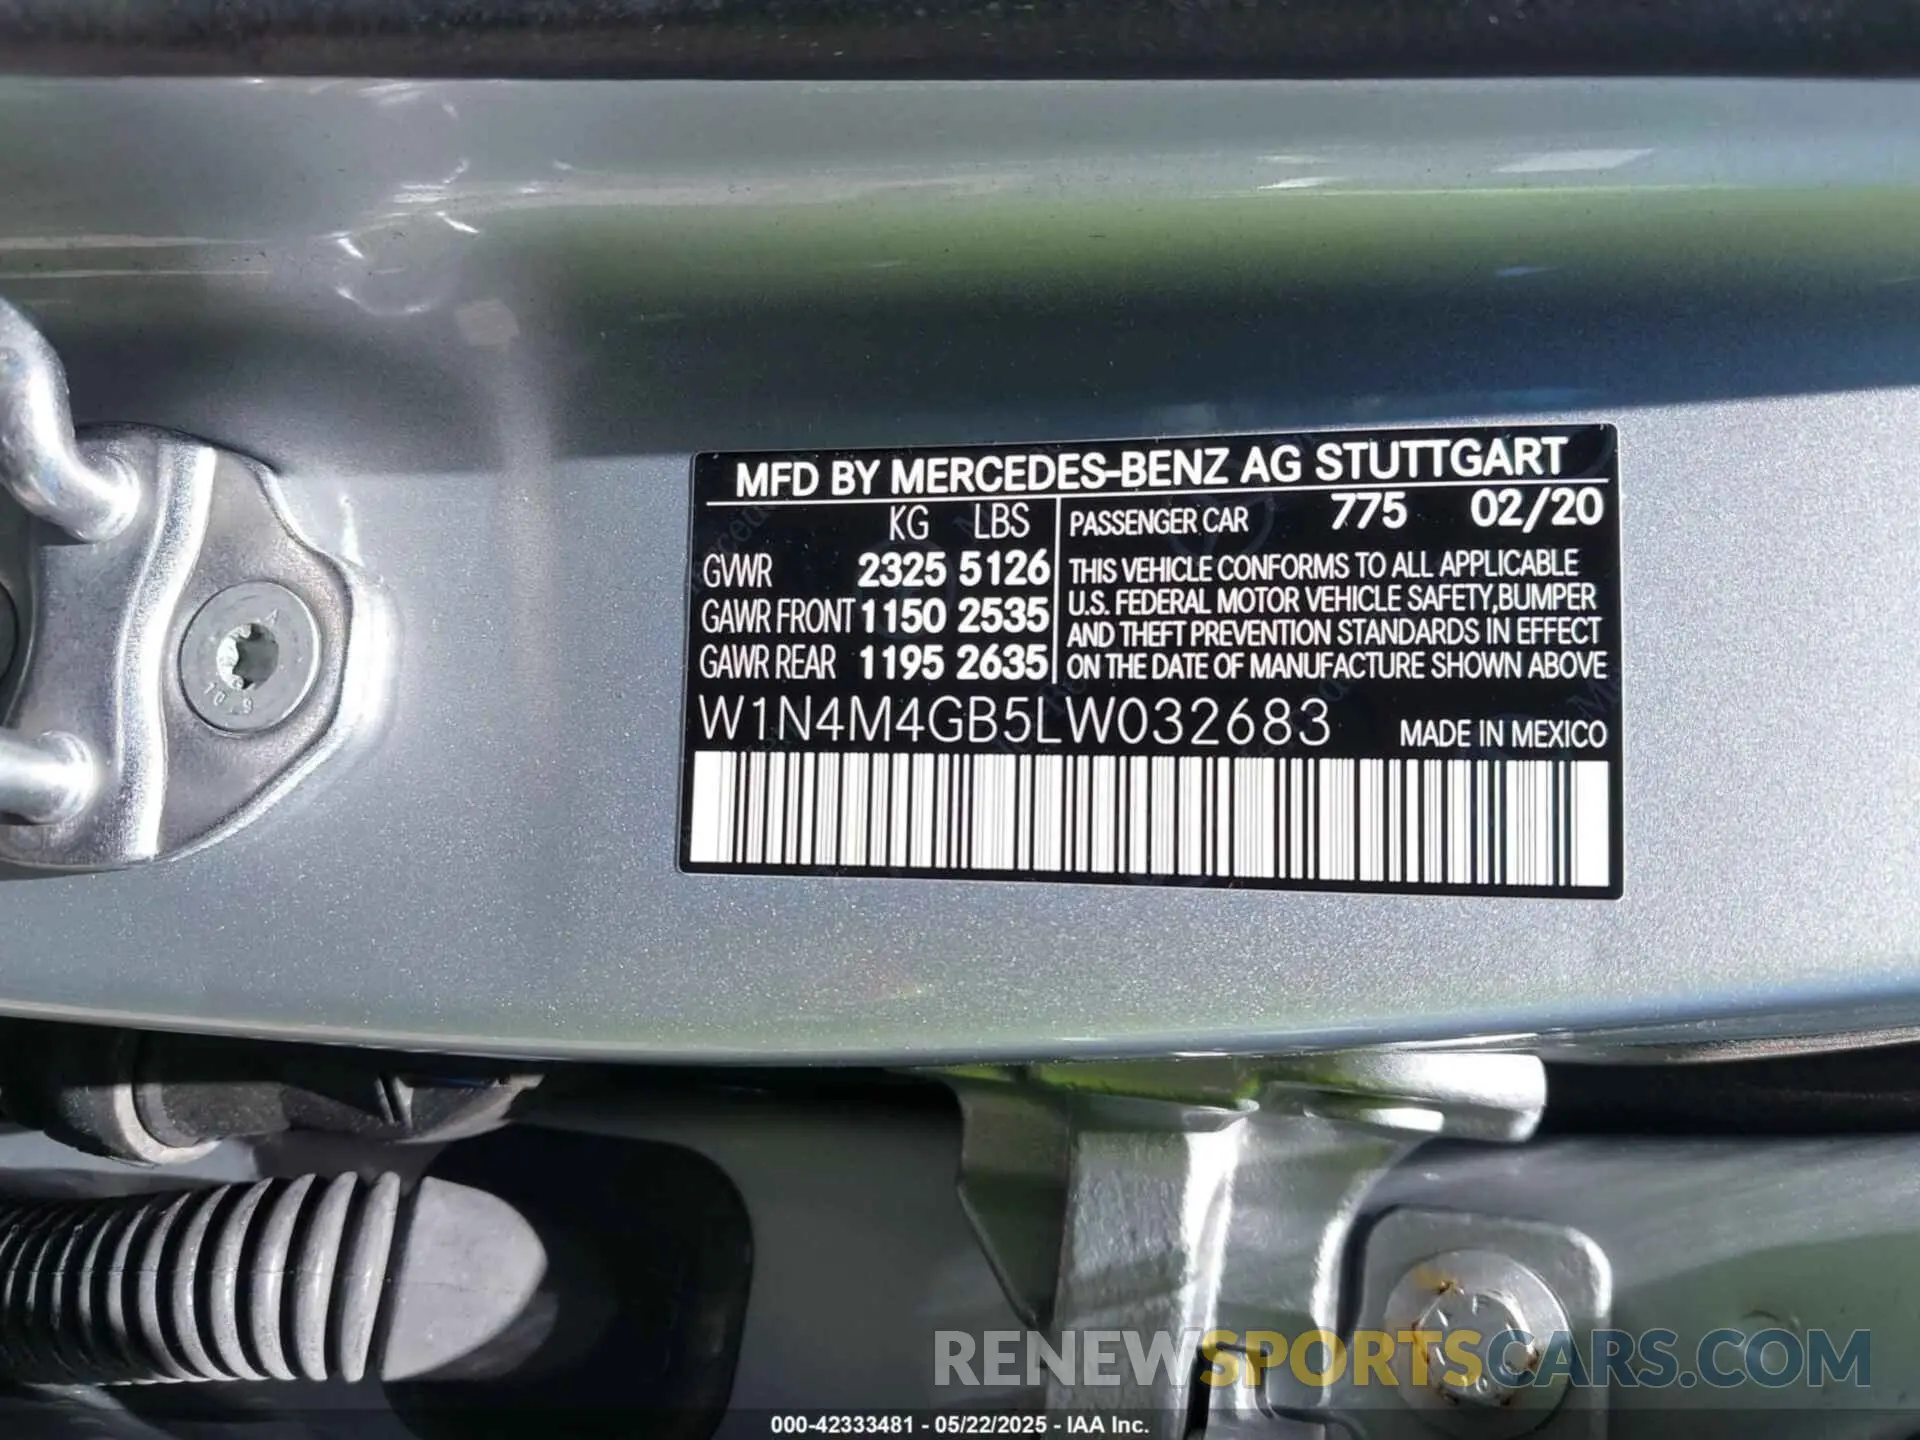 MFD BY MERCEDES-BENZ AG STUTTGART
KG LBS
GVWR 2325 5126
GAWR FRONT 1150 2535
GAWR REAR 1195 2635
PASSENGER CAR 775 02/20
THIS VEHICLE CONFORMS TO ALL APPLICABLE
U.S. FEDERAL MOTOR VEHICLE SAFETY,BUMPER
AND THEFT PREVENTION STANDARDS IN EFFECT
ON THE DATE OF MANUFACTURE SHOWN ABOVE
W1N4M4GB5LW032683
MADE IN MEXICO
10.9
RENEWSPORTSCARS.COM
000-42333481 - 05/22/2025 - IAA Inc.